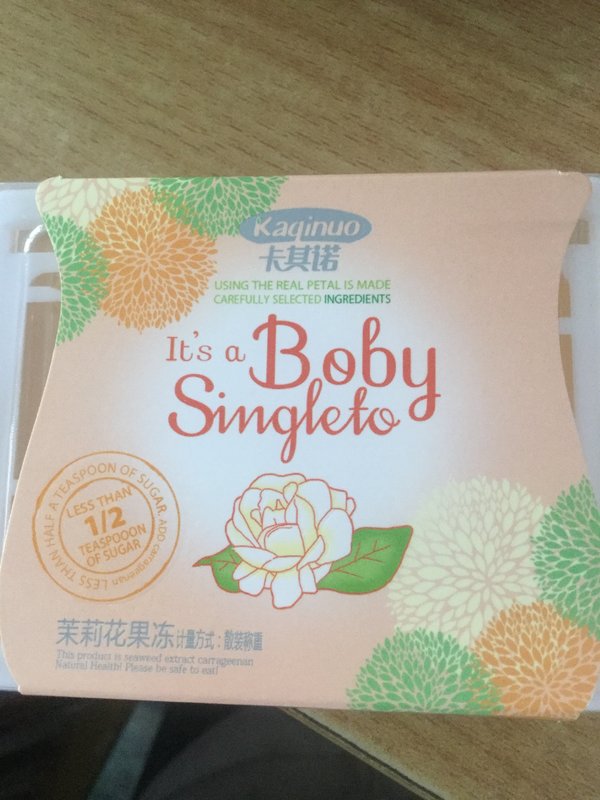 Kaqinuo
卡其诺
USING THE REAL PETAL IS MADE
CAREFULLY SELECTED INGREDIENTS
It's a Boby
Singleto
LESS THAN HALF A TEASPOON OF SUGAR. ADD carrageenan
LESS THAN
1/2
TEASPOOON
OF SUGAR
茉莉花果冻 计量方式：散装称重
This product is seaweed extract carrageenan
Natural Health! Please be safe to eat!